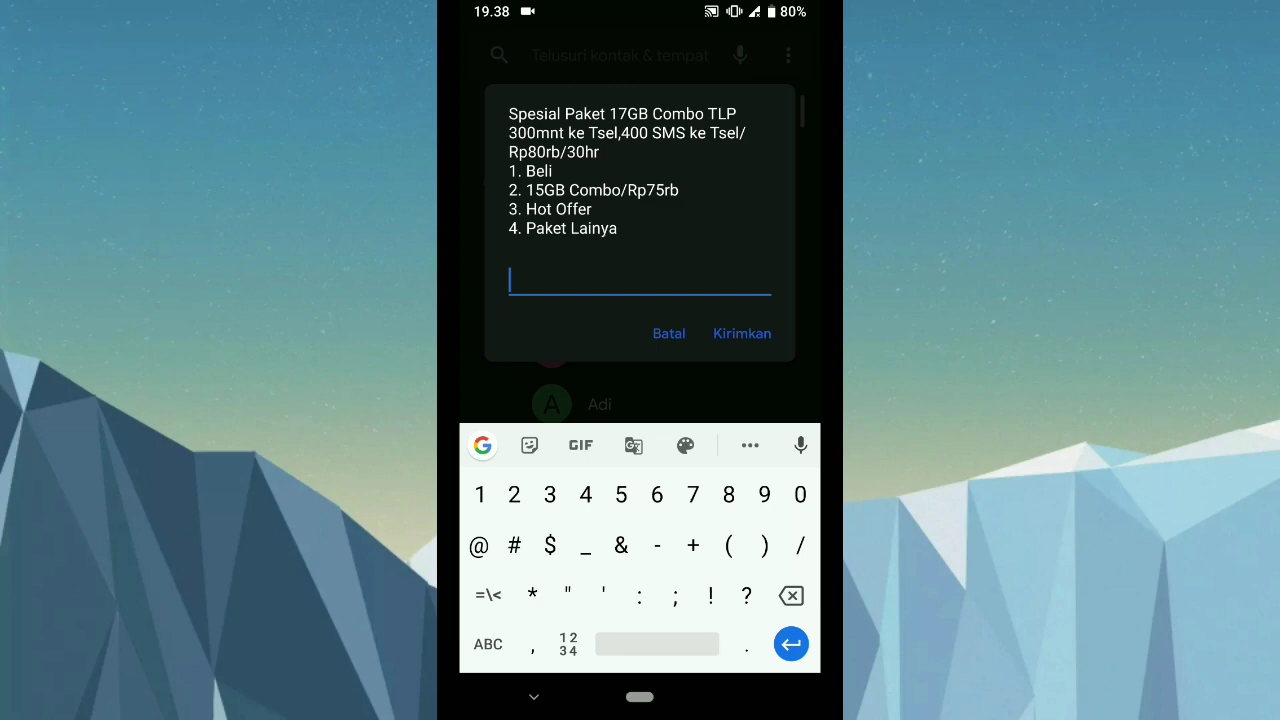 19.38
80%
Telusuri kontak & tempat
Spesial Paket 17GB Combo TLP
300mnt ke Tsel,400 SMS ke Tsel/
Rp80rb/30hr
1. Beli
2. 15GB Combo/Rp75rb
3. Hot Offer
4. Paket Lainya
Batal Kirimkan
A Adi
G GIF G
1 2 3 4 5 6 7 8 9 0
@ # $ _ & - + ( ) /
=\< * " ' : ; ! ?
ABC , 12 34 .